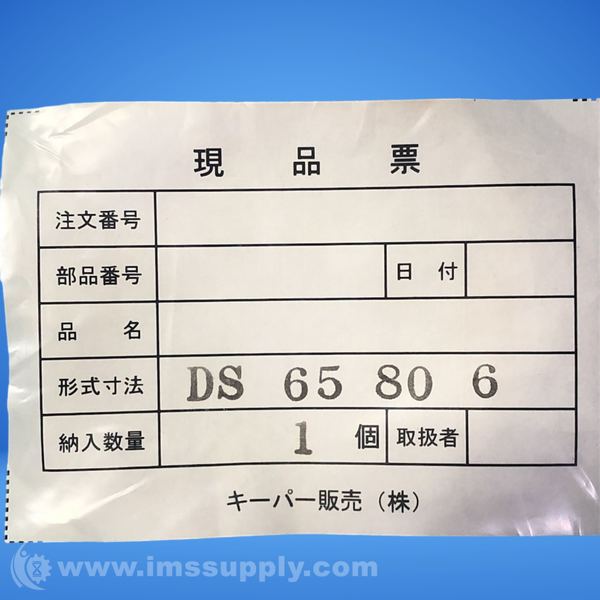 現 品 票
注文番号
部品番号 日 付
品 名
形式寸法 DS 65 80 6
納入数量 1 個 取扱者
キーパー販売（株）
www.imssupply.com